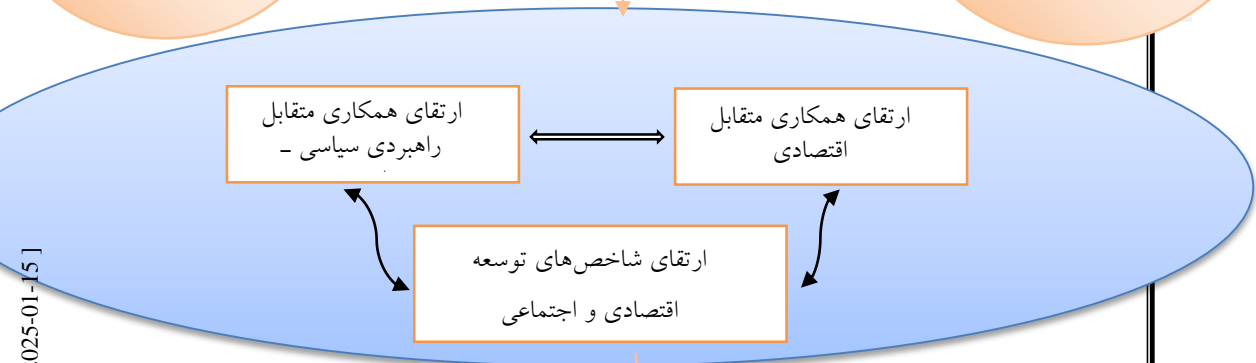 ارتقای همکاری متقابل
اقتصادی
ارتقای همکاری متقابل
راهبردی سیاسی –
ارتقای شاخص‌های توسعه
اقتصادی و اجتماعی
025-01-15 ]